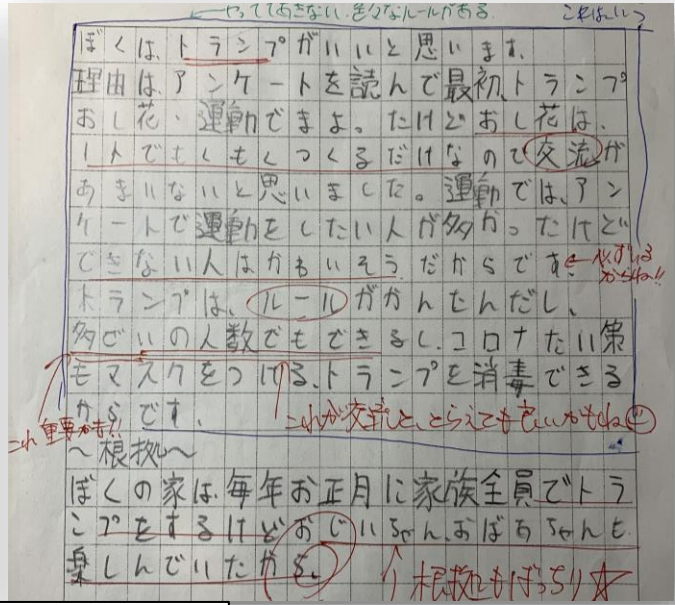 やっててあきない。色々なルールがある。
これはいつ
ぼくは、トランプがいいと思います。
理由は、アンケートを読んで最初、トランプ
おし花・運動でまよ。たけどおし花は、
1人でもくもくつくるだけなので交流が
あまいないと思いました。運動では、アン
ケートで運動をしたい人が多かったけど
できない人はかわいそうだからです。
トランプは、ルールがかんたんだし、
多ぜいの人数でもできるし、コロナたい策
もマスクをつける、トランプを消毒できる
からです。
これ重要かも!!
これが交流と、とらえても良いかもね
〜根拠〜
ぼくの家は、毎年お正月に家族全員でトラ
ンプをするけどおじいちゃん、おばあちゃんも
楽しんでいたから。
根拠もばっちり☆